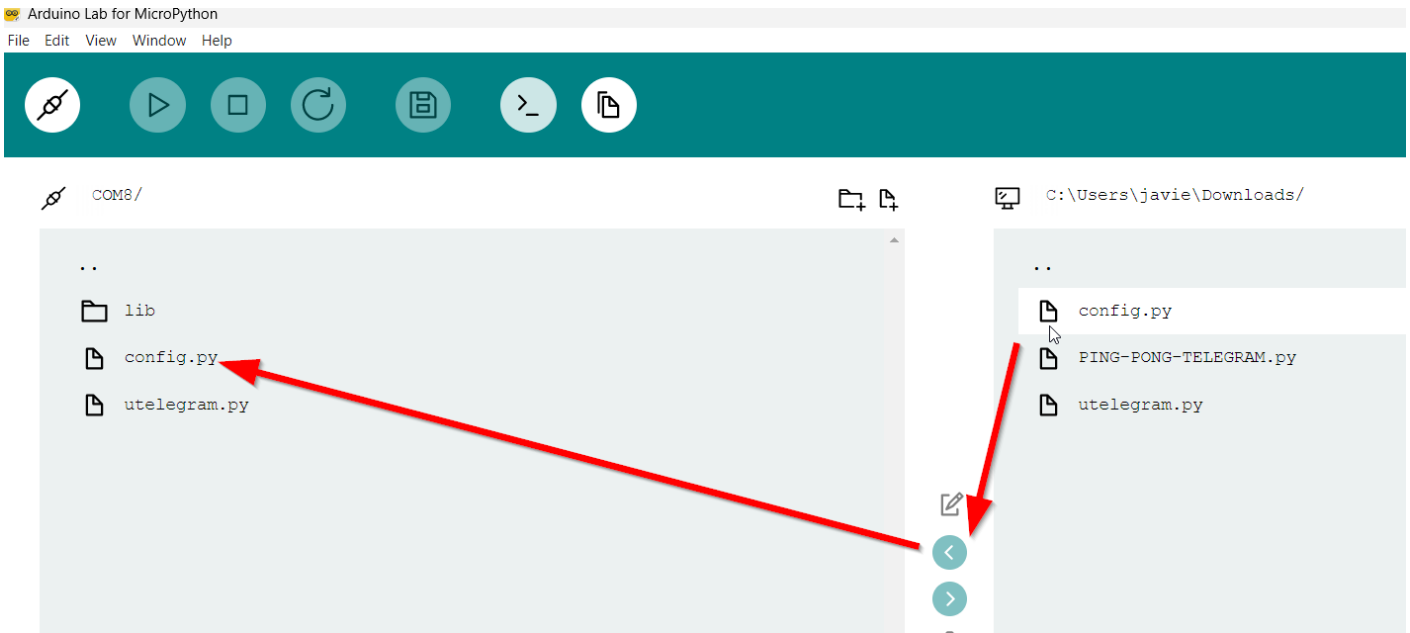 Arduino Lab for MicroPython
File Edit View Window Help
COM8/
C:\Users\javie\Downloads/
..
lib
config.py
utelegram.py
..
config.py
PING-PONG-TELEGRAM.py
utelegram.py